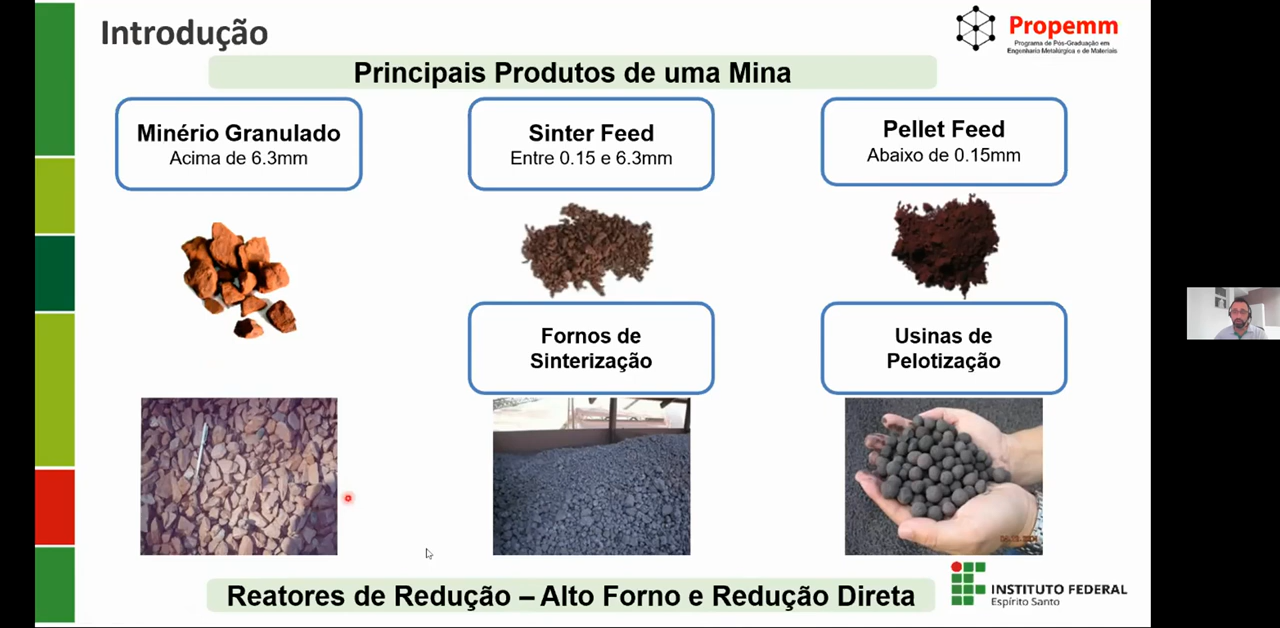 Introdução
Propemm
Programa de Pós-Graduação em
Engenharia Metalúrgica e de Materiais
Principais Produtos de uma Mina
Minério Granulado
Acima de 6.3mm
Sinter Feed
Entre 0.15 e 6.3mm
Pellet Feed
Abaixo de 0.15mm
Fornos de
Sinterização
Usinas de
Pelotização
Reatores de Redução – Alto Forno e Redução Direta
INSTITUTO FEDERAL
Espírito Santo